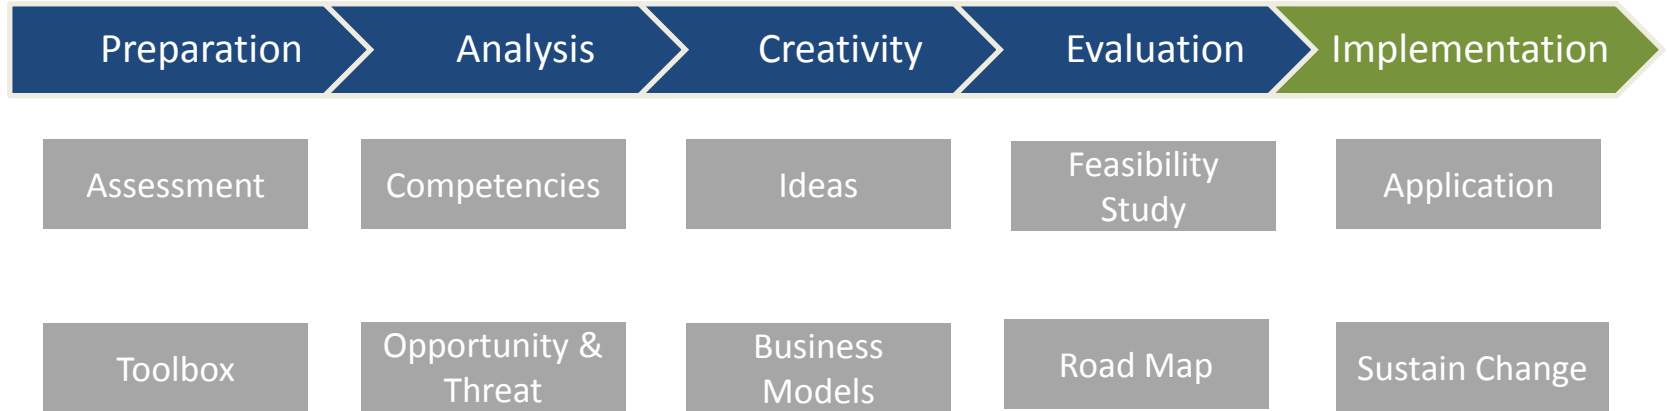 Preparation
Analysis
Creativity
Evaluation
Implementation
Assessment
Competencies
Ideas
Feasibility
Study
Application
Toolbox
Opportunity &
Threat
Business
Models
Road Map
Sustain Change